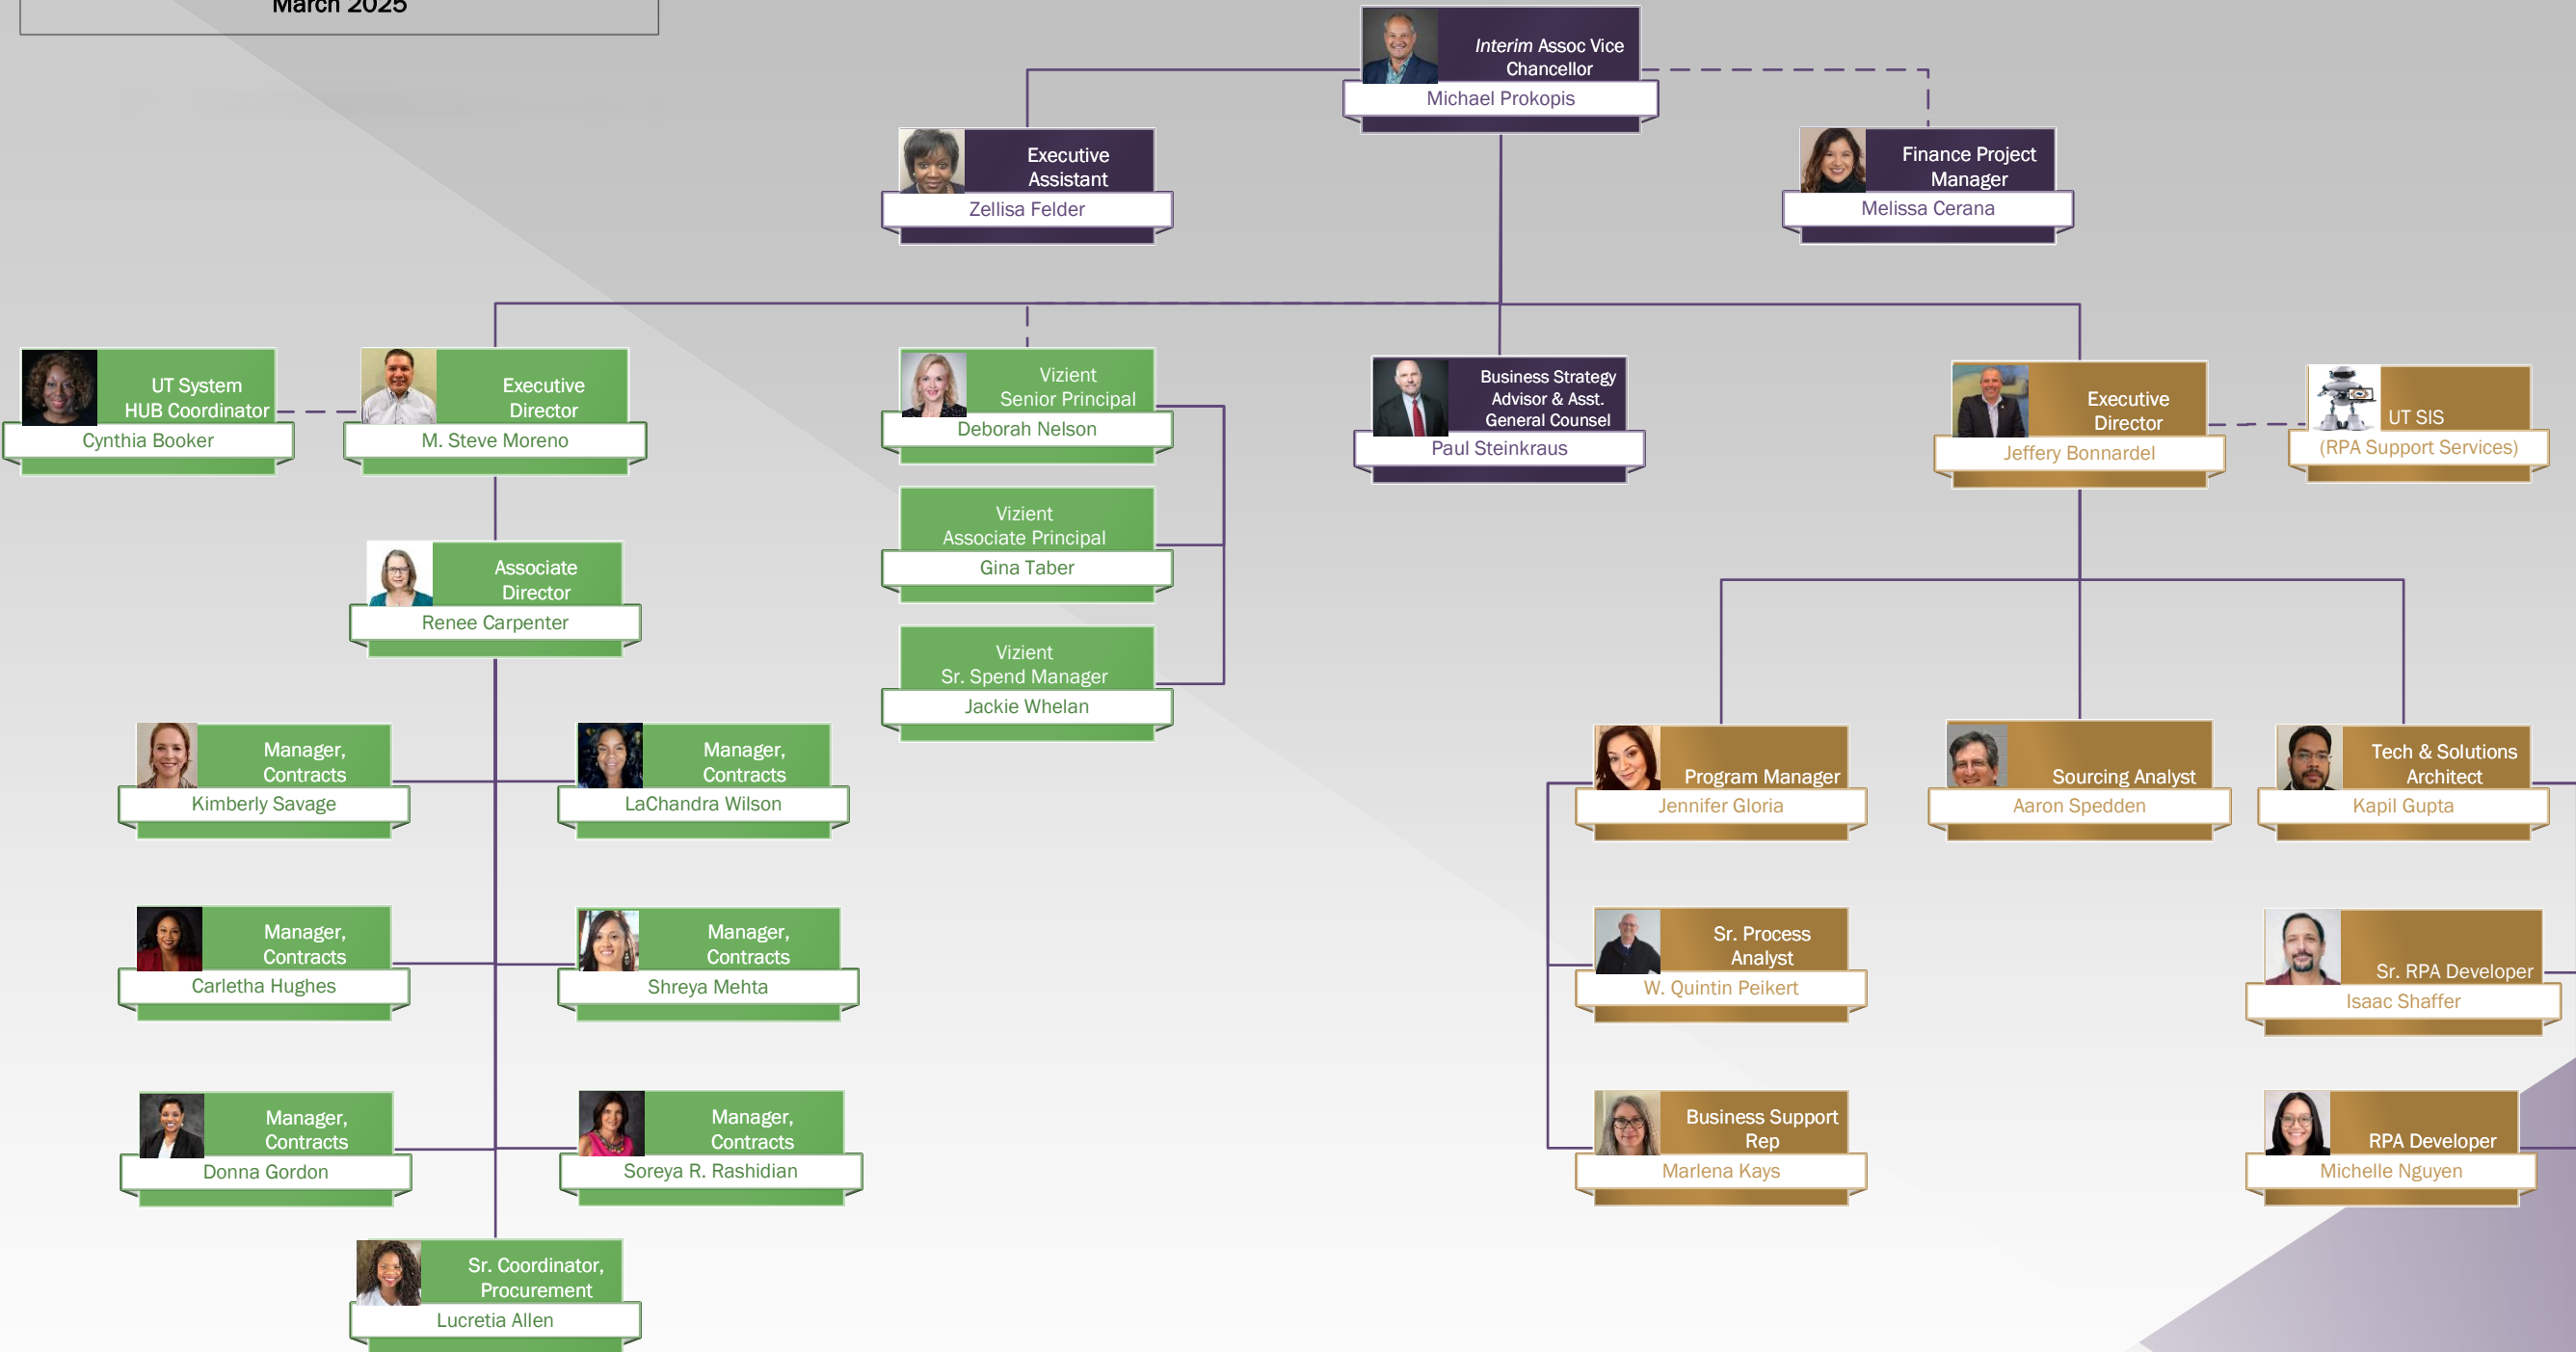 March 2025
Interim Assoc Vice
Chancellor
Michael Prokopis
Executive
Assistant
Zellisa Felder
Finance Project
Manager
Melissa Cerana
UT System
HUB Coordinator
Cynthia Booker
Executive
Director
M. Steve Moreno
Vizient
Senior Principal
Deborah Nelson
Business Strategy
Advisor & Asst.
General Counsel
Paul Steinkraus
Executive
Director
Jeffery Bonnardel
UT SIS
(RPA Support Services)
Vizient
Associate Principal
Gina Taber
Associate
Director
Renee Carpenter
Vizient
Sr. Spend Manager
Jackie Whelan
Manager,
Contracts
Kimberly Savage
Manager,
Contracts
LaChandra Wilson
Program Manager
Jennifer Gloria
Sourcing Analyst
Aaron Spedden
Tech & Solutions
Architect
Kapil Gupta
Manager,
Contracts
Carletha Hughes
Manager,
Contracts
Shreya Mehta
Sr. Process
Analyst
W. Quintin Peikert
Sr. RPA Developer
Isaac Shaffer
Manager,
Contracts
Donna Gordon
Manager,
Contracts
Soreya R. Rashidian
Business Support
Rep
Marlena Kays
RPA Developer
Michelle Nguyen
Sr. Coordinator,
Procurement
Lucretia Allen